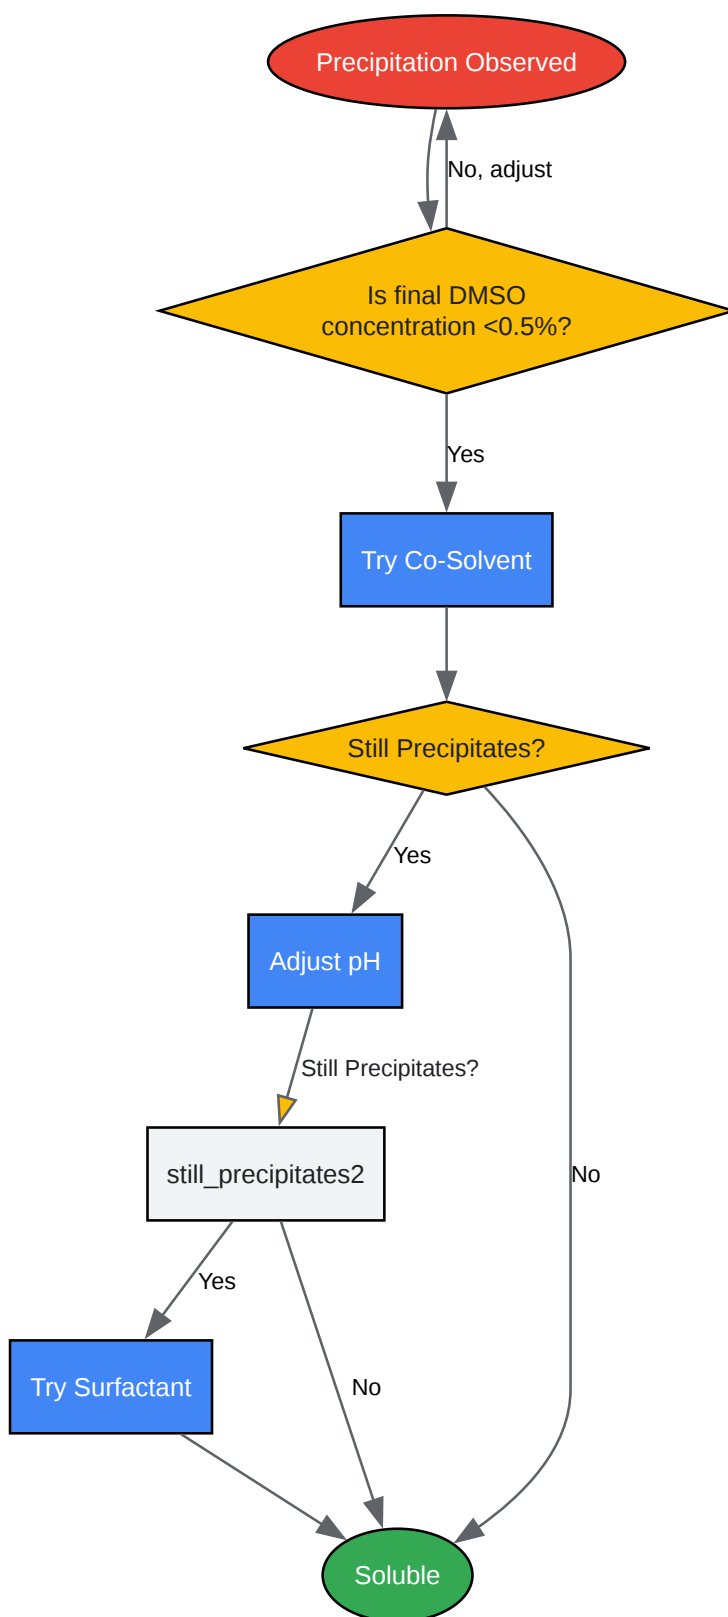 Precipitation Observed
No, adjust
Is final DMSO
concentration <0.5%?
Yes
Try Co-Solvent
Still Precipitates?
Yes
Adjust pH
Still Precipitates?
still_precipitates2
No
Yes
Try Surfactant
No
Soluble